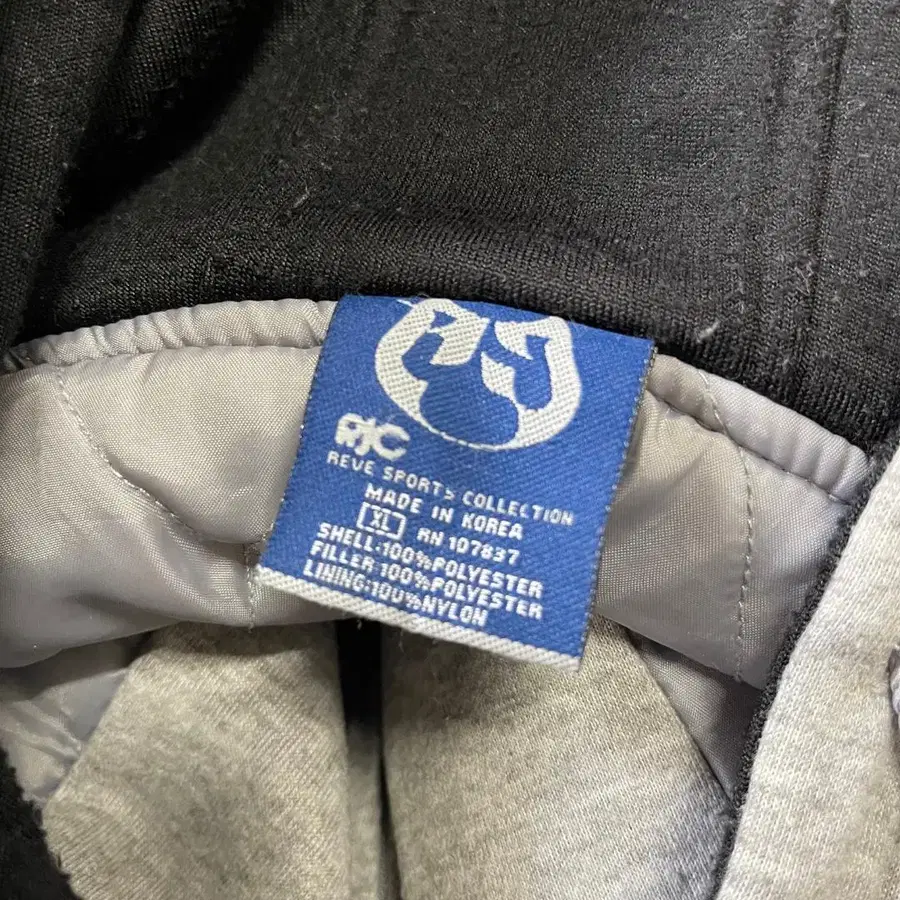 RJC
REVE SPORTS COLLECTION
MADE IN KOREA
XL RN 107837
SHELL:100%POLYESTER
FILLER:100%POLYESTER
LINING:100%NYLON